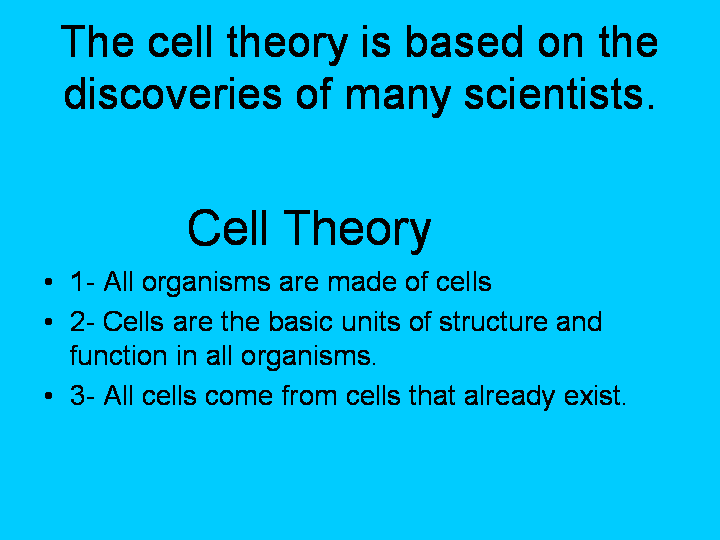 The cell theory is based on the
discoveries of many scientists.
Cell Theory
• 1- All organisms are made of cells
• 2- Cells are the basic units of structure and
function in all organisms.
• 3- All cells come from cells that already exist.